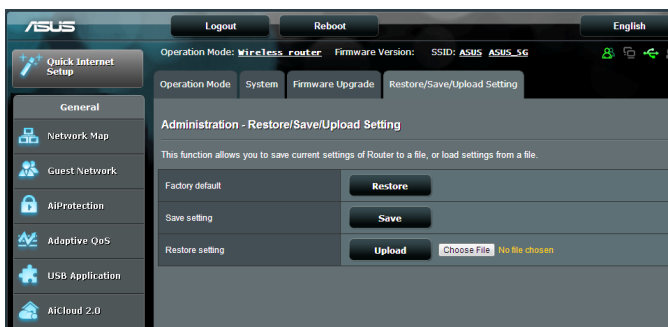 ASUS
Logout
Reboot
English
Operation Mode: Wireless router Firmware Version: SSID: ASUS ASUS_5G
Quick Internet
Setup
Operation Mode
System
Firmware Upgrade
Restore/Save/Upload Setting
General
Network Map
Guest Network
AiProtection
Adaptive QoS
USB Application
AiCloud 2.0
Administration - Restore/Save/Upload Setting
This function allows you to save current settings of Router to a file, or load settings from a file.
Factory default
Restore
Save setting
Save
Restore setting
Upload
Choose File
No file chosen